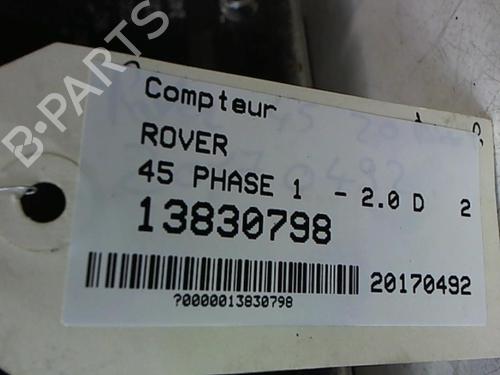 B-PARTS
Compteur
ROVER
45 PHASE 1 - 2.0 D 2
13830798
20170492
?0000013830798